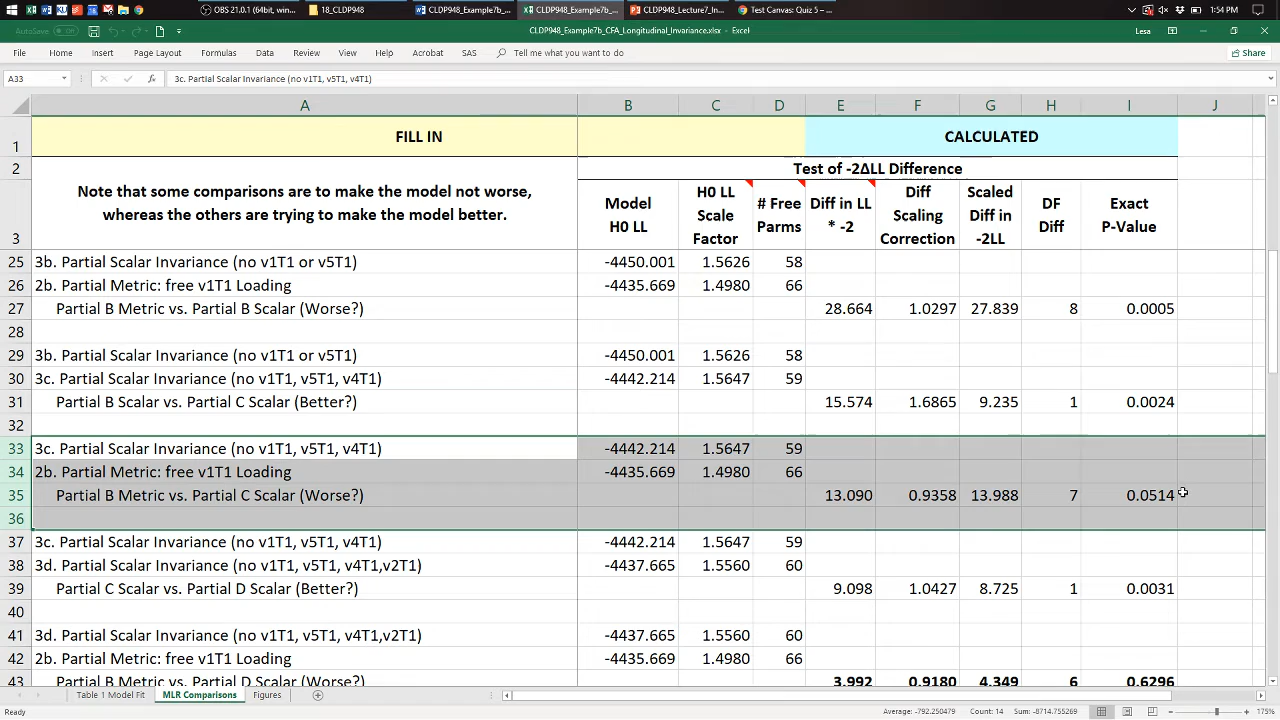 OBS 21.0.1 (64bit, win... 18_CLDP948 CLDP948_Example7b_... CLDP948_Example7b_... CLDP948_Lecture7_In... Test Canvas: Quiz 5 – ... 1:54 PM
AutoSave Off CLDP948_Example7b_CFA_Longitudinal_Invariance.xlsx - Excel Lesa
File Home Insert Page Layout Formulas Data Review View Help Acrobat SAS Tell me what you want to do Share
A33 fx 3c. Partial Scalar Invariance (no v1T1, v5T1, v4T1)
A B C D E F G H I J
1 FILL IN CALCULATED
2 Test of -2ΔLL Difference
Note that some comparisons are to make the model not worse,
whereas the others are trying to make the model better.
3
Model
H0 LL
H0 LL
Scale
Factor
# Free
Parms
Diff in LL
* -2
Diff
Scaling
Correction
Scaled
Diff in
-2LL
DF
Diff
Exact
P-Value
25 3b. Partial Scalar Invariance (no v1T1 or v5T1) -4450.001 1.5626 58
26 2b. Partial Metric: free v1T1 Loading -4435.669 1.4980 66
27 Partial B Metric vs. Partial B Scalar (Worse?) 28.664 1.0297 27.839 8 0.0005
28
29 3b. Partial Scalar Invariance (no v1T1 or v5T1) -4450.001 1.5626 58
30 3c. Partial Scalar Invariance (no v1T1, v5T1, v4T1) -4442.214 1.5647 59
31 Partial B Scalar vs. Partial C Scalar (Better?) 15.574 1.6865 9.235 1 0.0024
32
33 3c. Partial Scalar Invariance (no v1T1, v5T1, v4T1) -4442.214 1.5647 59
34 2b. Partial Metric: free v1T1 Loading -4435.669 1.4980 66
35 Partial B Metric vs. Partial C Scalar (Worse?) 13.090 0.9358 13.988 7 0.0514
36
37 3c. Partial Scalar Invariance (no v1T1, v5T1, v4T1) -4442.214 1.5647 59
38 3d. Partial Scalar Invariance (no v1T1, v5T1, v4T1,v2T1) -4437.665 1.5560 60
39 Partial C Scalar vs. Partial D Scalar (Better?) 9.098 1.0427 8.725 1 0.0031
40
41 3d. Partial Scalar Invariance (no v1T1, v5T1, v4T1,v2T1) -4437.665 1.5560 60
42 2b. Partial Metric: free v1T1 Loading -4435.669 1.4980 66
43 Partial B Metric vs. Partial D Scalar (Worse?) 3.992 0.9180 4.349 6 0.6296
Table 1 Model Fit MLR Comparisons Figures
Ready Average: -792.250479 Count: 14 Sum: -8714.755269 175%